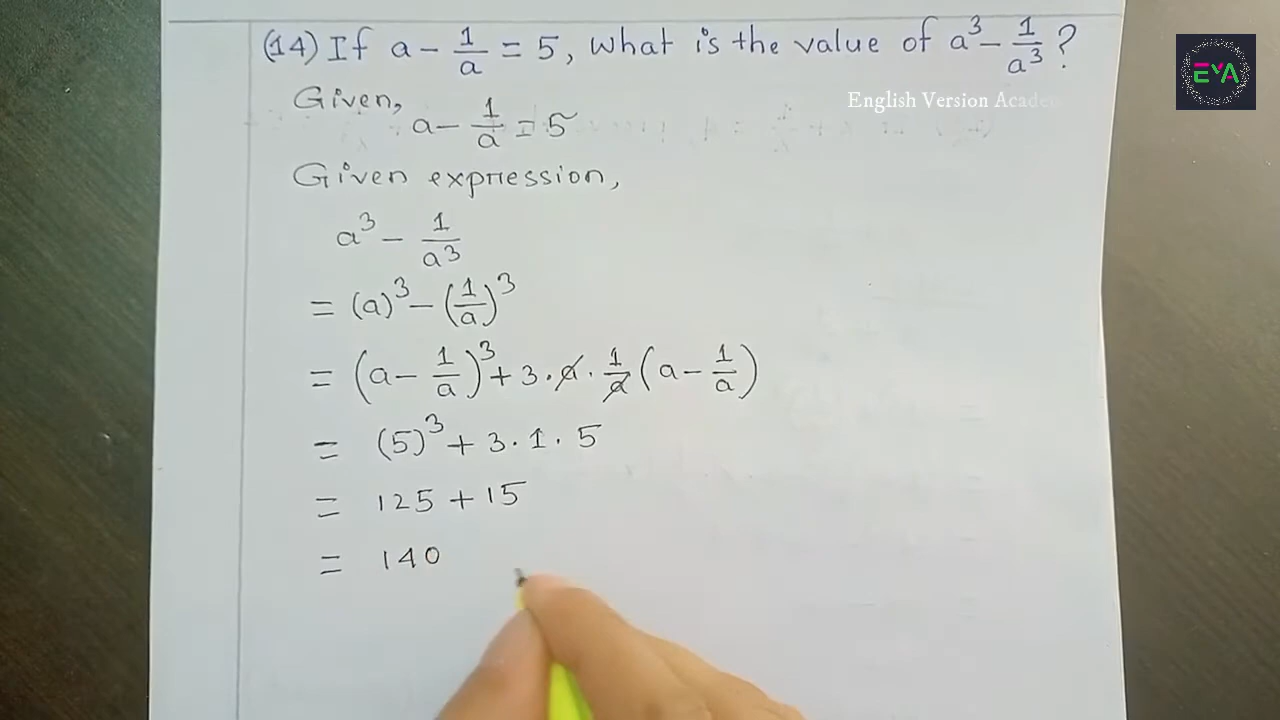 (14) If a - 1/a = 5, What is the value of a³ - 1/a³ ?
EVA
English Version Academ
Given,
a - 1/a = 5
Given expression,
a³ - 1/a³
= (a)³ - (1/a)³
= (a - 1/a)³ + 3 · a · 1/a (a - 1/a)
= (5)³ + 3 · 1 · 5
= 125 + 15
= 140